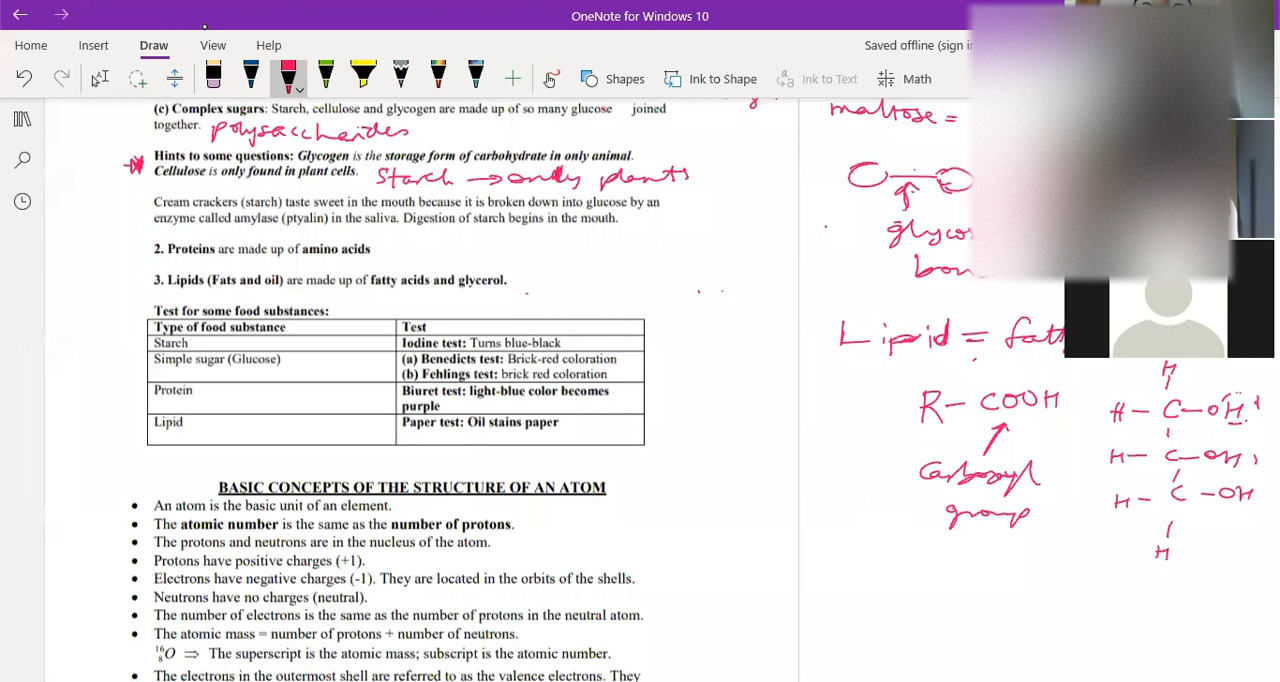 OneNote for Windows 10
Home Insert Draw View Help
Saved offline (sign i
Shapes Ink to Shape Ink to Text Math
(c) Complex sugars: Starch, cellulose and glycogen are made up of so many glucose joined
together. polysaccharides
Hints to some questions: Glycogen is the storage form of carbohydrate in only animal.
Cellulose is only found in plant cells. Starch → only plants
Cream crackers (starch) taste sweet in the mouth because it is broken down into glucose by an
enzyme called amylase (ptyalin) in the saliva. Digestion of starch begins in the mouth.
2. Proteins are made up of amino acids
3. Lipids (Fats and oil) are made up of fatty acids and glycerol.
Test for some food substances:
Type of food substance Test
Starch Iodine test: Turns blue-black
Simple sugar (Glucose) (a) Benedicts test: Brick-red coloration
(b) Fehlings test: brick red coloration
Protein Biuret test: light-blue color becomes
purple
Lipid Paper test: Oil stains paper
BASIC CONCEPTS OF THE STRUCTURE OF AN ATOM
• An atom is the basic unit of an element.
• The atomic number is the same as the number of protons.
• The protons and neutrons are in the nucleus of the atom.
• Protons have positive charges (+1).
• Electrons have negative charges (-1). They are located in the orbits of the shells.
• Neutrons have no charges (neutral).
• The number of electrons is the same as the number of protons in the neutral atom.
• The atomic mass = number of protons + number of neutrons.
¹⁶₈O ⇒ The superscript is the atomic mass; subscript is the atomic number.
• The electrons in the outermost shell are referred to as the valence electrons. They
maltose =
glycos
bon
Lipid = fatt
R - COOH
Carboxyl
group
H
H - C - OH
H - C - OH
H - C - OH
H